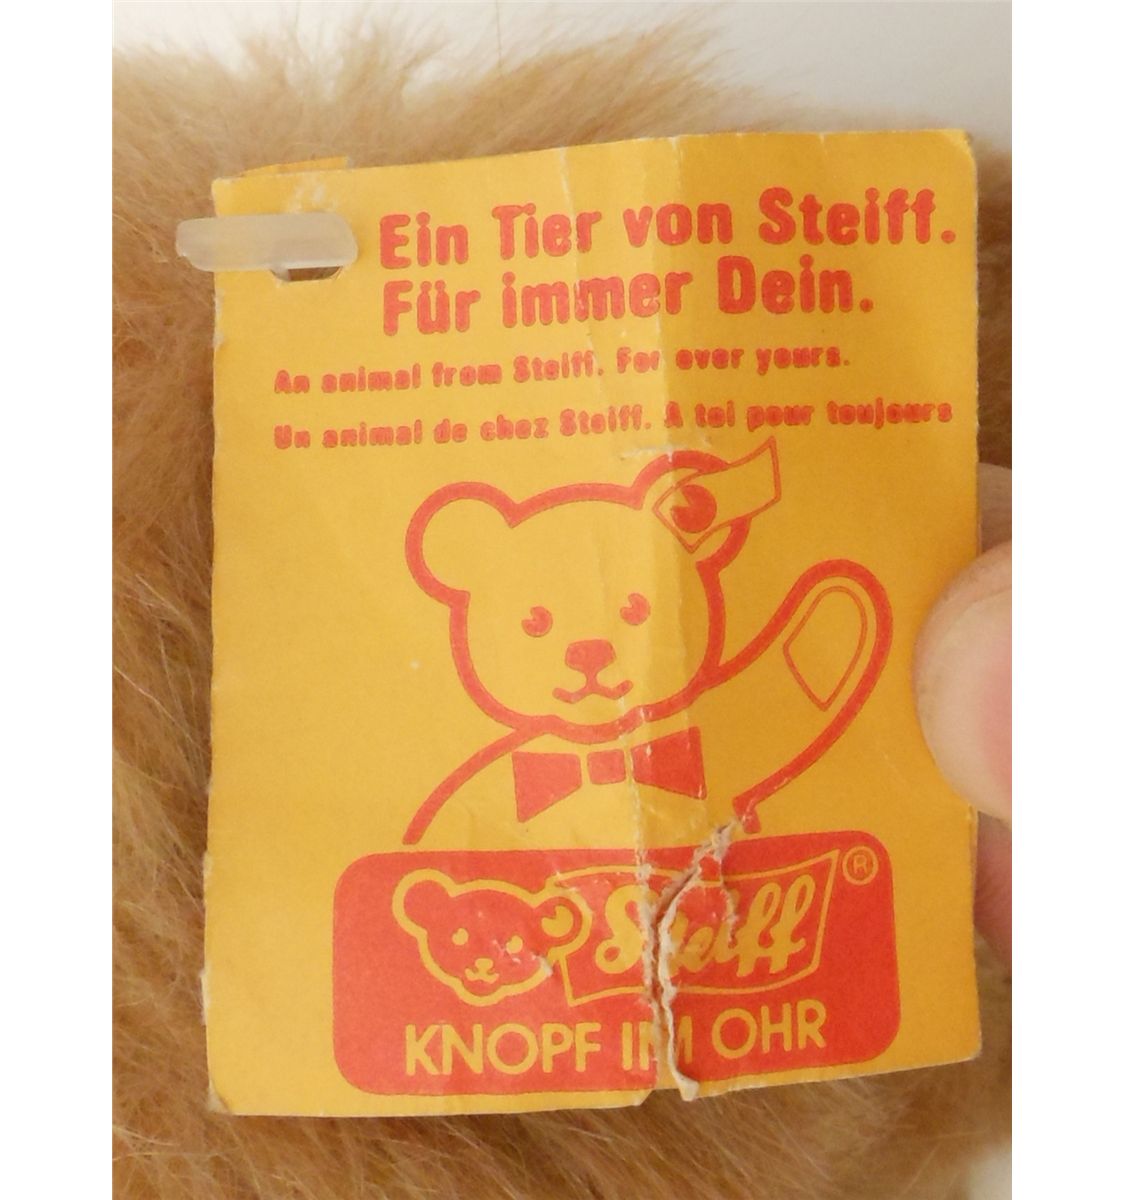 Ein Tier von Steiff.
Für immer Dein.
An animal from Steiff. For ever yours.
Un animal de chez Steiff. A toi pour toujours
Steiff ®
KNOPF IM OHR